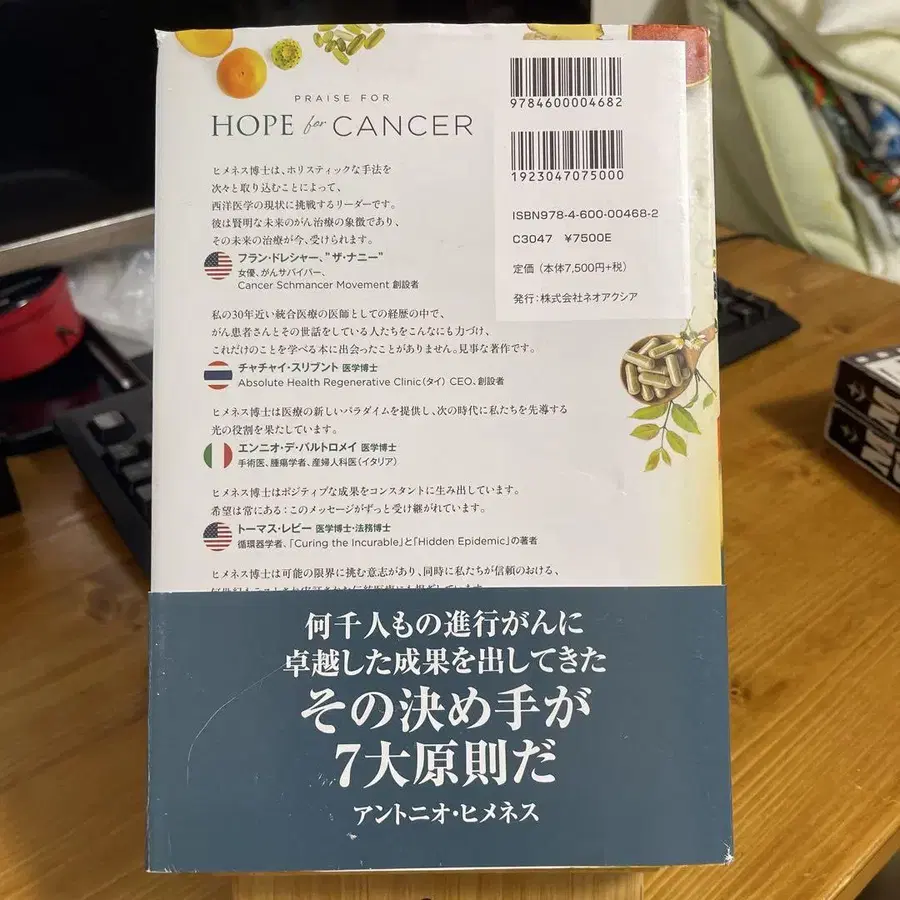 PRAISE FOR
HOPE for CANCER
ヒメネス博士は、ホリスティックな手法を
次々と取り込むことによって、
西洋医学の現状に挑戦するリーダーです。
彼は賢明な未来のがん治療の象徴であり、
その未来の治療が今、受けられます。
フラン・ドレシャー、"ザ・ナニー"
女優、がんサバイバー、
Cancer Schmancer Movement 創設者
私の30年近い統合医療の医師としての経歴の中で、
がん患者さんとその世話をしている人たちをこんなにも力づけ、
これだけのことを学べる本に出会ったことがありません。見事な著作です。
チャチャイ・スリブント 医学博士
Absolute Health Regenerative Clinic（タイ） CEO、創設者
ヒメネス博士は医療の新しいパラダイムを提供し、次の時代に私たちを先導する
光の役割を果たしています。
エンニオ・デ・バルトロメイ 医学博士
手術医、腫瘍学者、産婦人科医（イタリア）
ヒメネス博士はポジティブな成果をコンスタントに生み出しています。
希望は常にある：このメッセージがずっと受け継がれています。
トーマス・レビー 医学博士・法務博士
循環器学者、「Curing the Incurable」と「Hidden Epidemic」の著者
ヒメネス博士は可能の限界に挑む意志があり、同時に私たちが信頼のおける、
9784600004682
1923047075000
ISBN978-4-600-00468-2
C3047 ¥7500E
定価（本体7,500円+税）
発行：株式会社ネオアクシア
何千人もの進行がんに
卓越した成果を出してきた
その決め手が
7大原則だ
アントニオ・ヒメネス